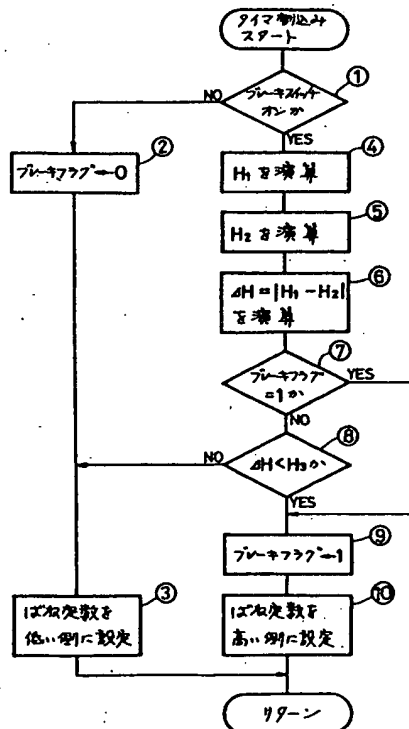 タイマ割込み
スタート
①
ブレーキスイッチ
オンか
NO
YES
②
ブレーキフラグ←0
④
H₁を演算
⑤
H₂を演算
⑥
ΔH=|H₁-H₂|
を演算
⑦
ブレーキフラグ
=1か
YES
NO
⑧
ΔH<H₃か
NO
YES
⑨
ブレーキフラグ←1
③
ばね定数を
低い側に設定
⑩
ばね定数を
高い側に設定
リターン